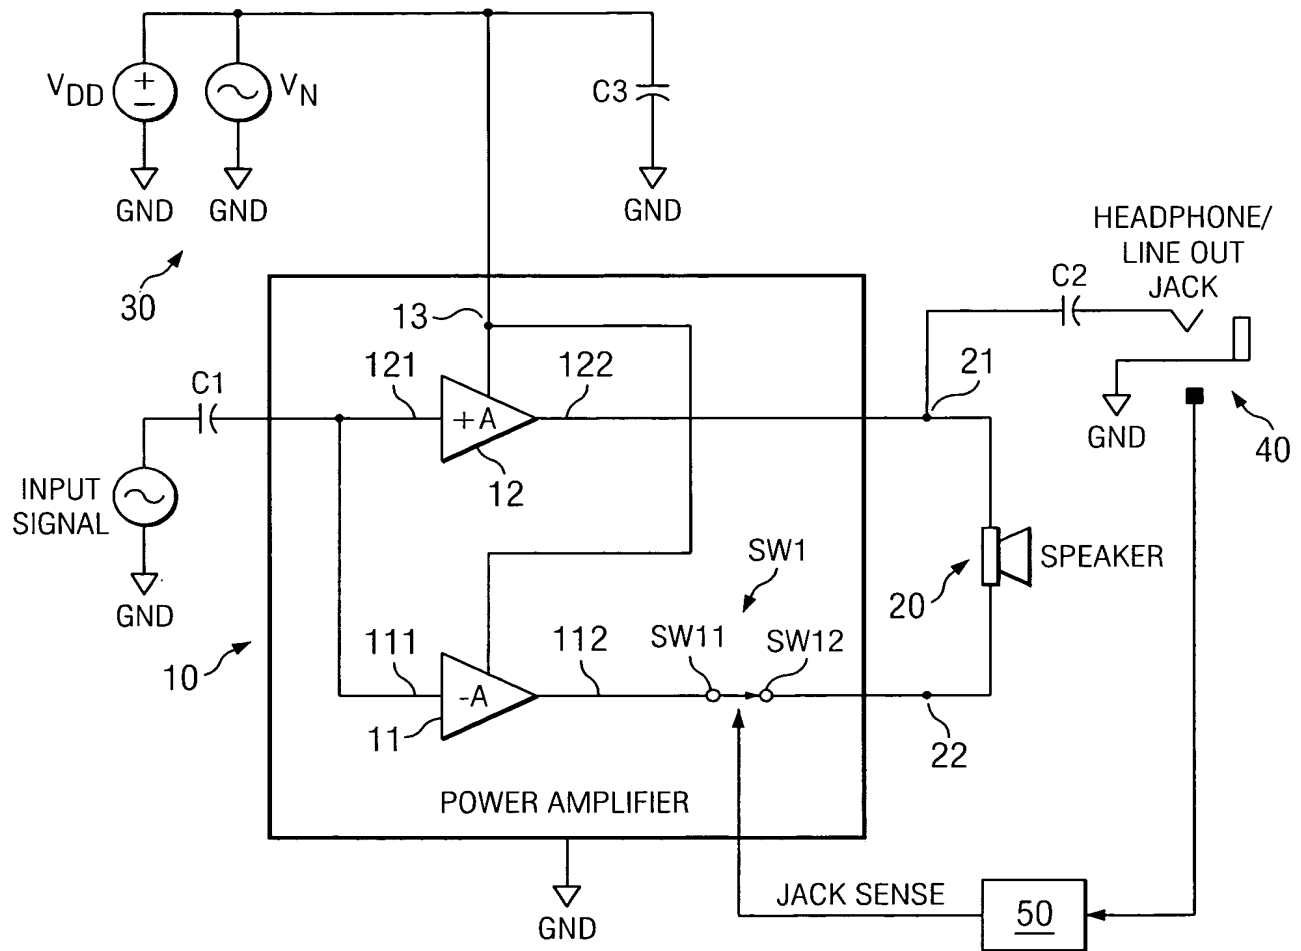 VDD
+
−
VN
C3
GND
GND
GND
30
HEADPHONE/
LINE OUT
JACK
C2
13
C1
121
122
21
+A
12
GND
40
INPUT
SIGNAL
SW1
SPEAKER
20
GND
10
111
112
SW11
SW12
-A
11
22
POWER AMPLIFIER
JACK SENSE
50
GND